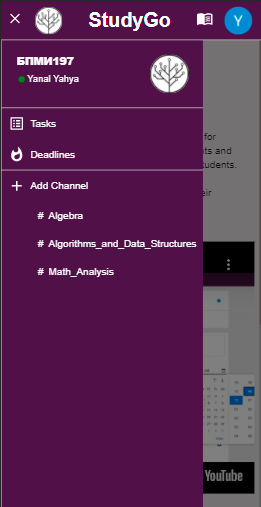 StudyGo
Y
БПМИ197
Yanal Yahya
for
Tasks
ts and
Deadlines
tudents.
Add Channel
eir
# Algebra
# Algorithms_and_Data_Structures
# Math_Analysis
YouTube